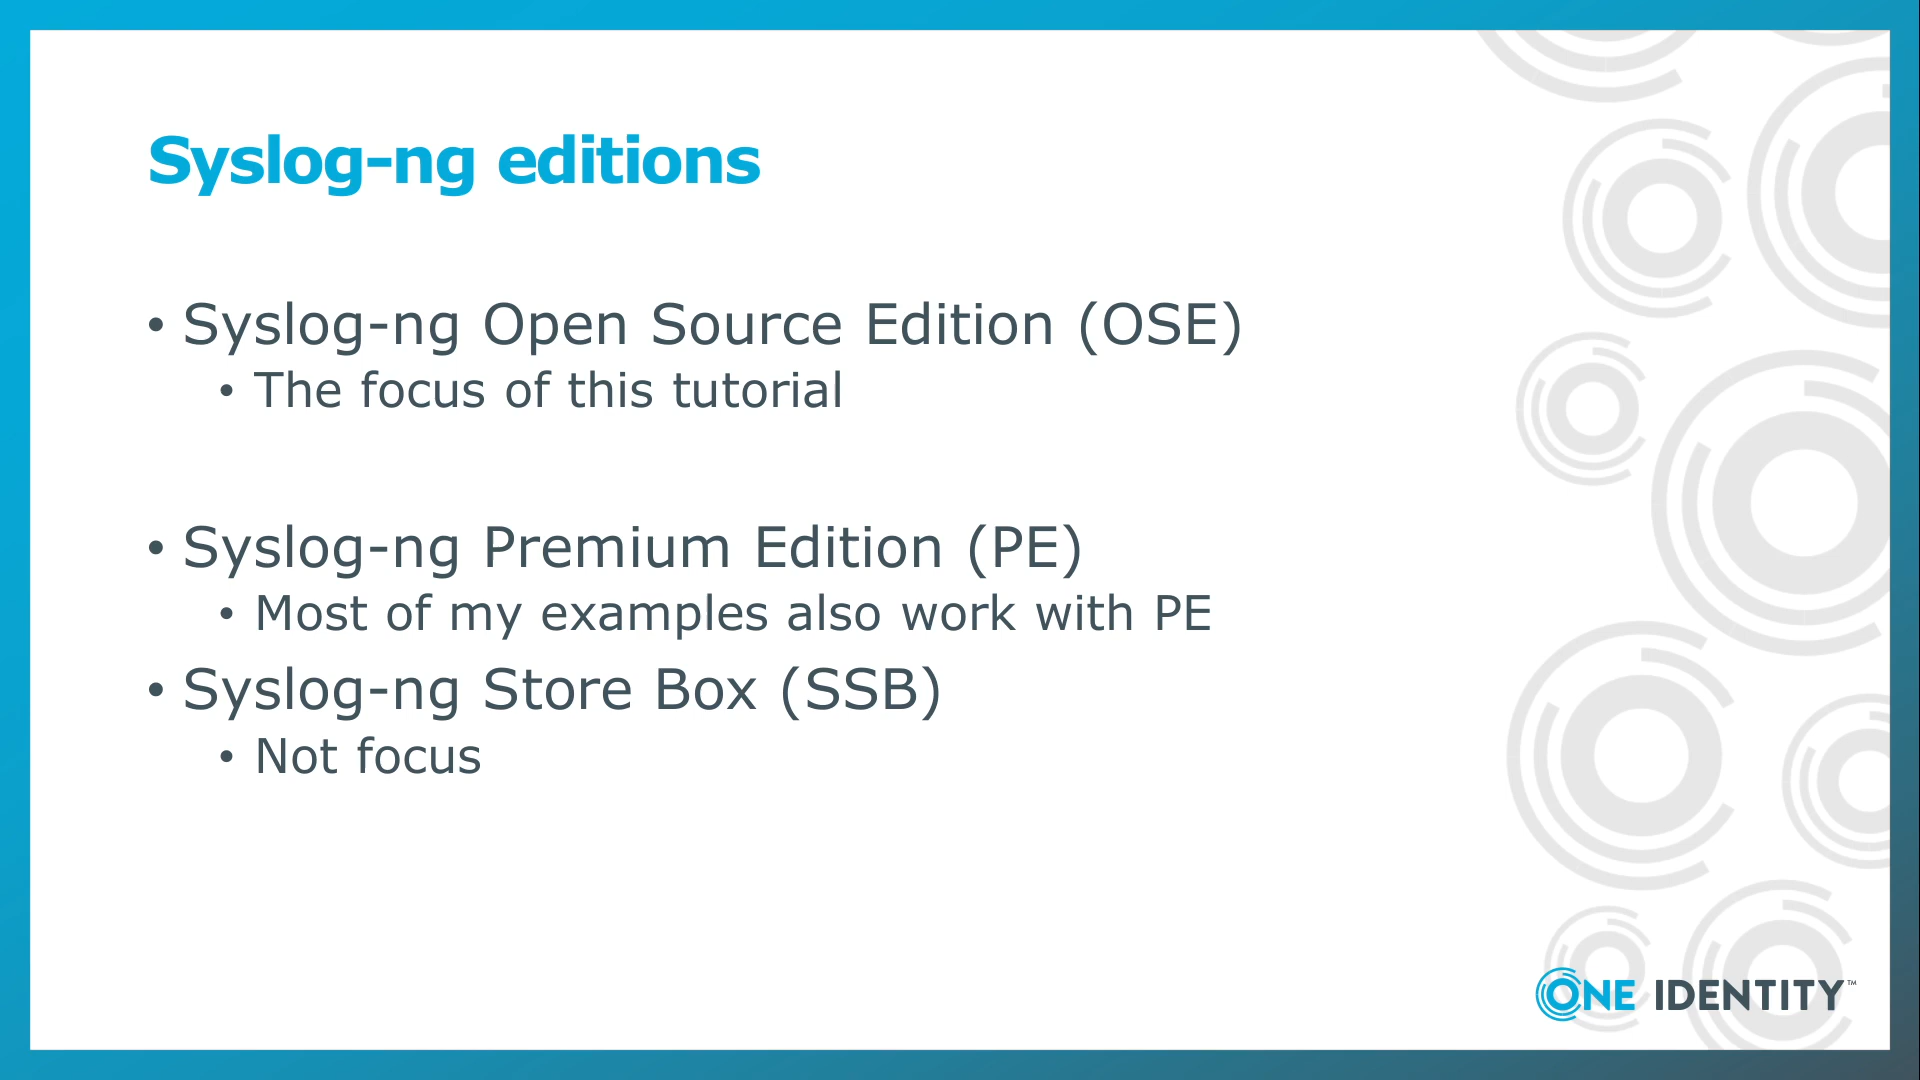 Syslog-ng editions
• Syslog-ng Open Source Edition (OSE)
• The focus of this tutorial
• Syslog-ng Premium Edition (PE)
• Most of my examples also work with PE
• Syslog-ng Store Box (SSB)
• Not focus
ONE IDENTITY™